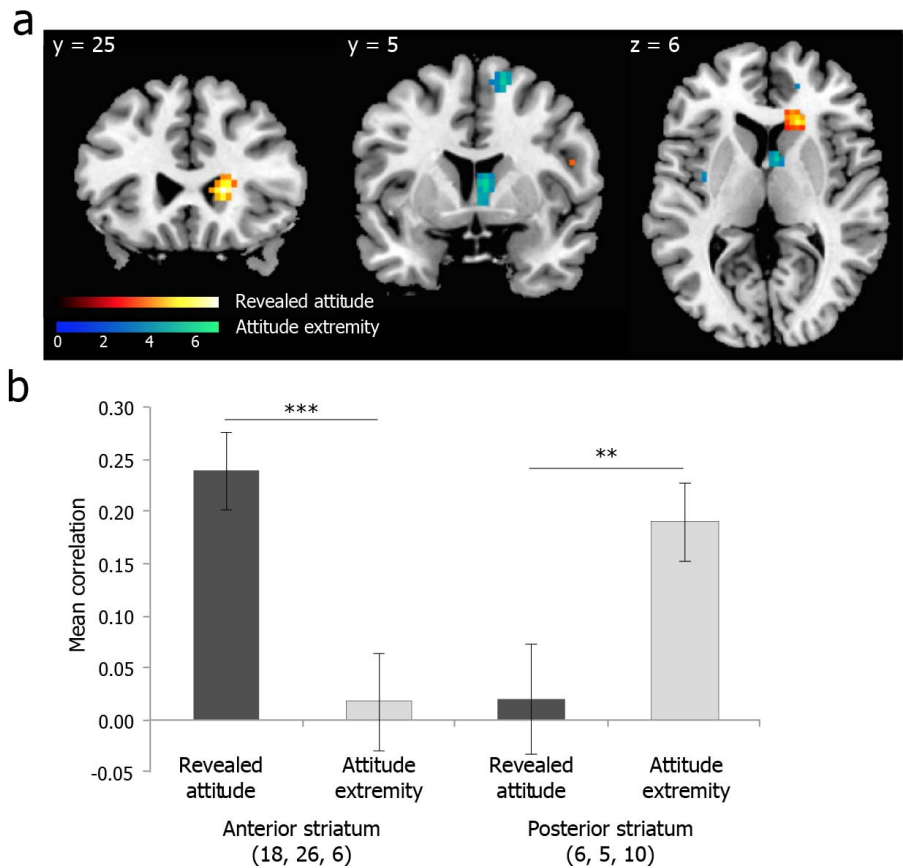 a
y = 25
y = 5
z = 6
Revealed attitude
Attitude extremity
0 2 4 6
b
Mean correlation
0.30
0.25
0.20
0.15
0.10
0.05
0.00
-0.05
***
**
Revealed Attitude Revealed Attitude
attitude extremity attitude extremity
Anterior striatum Posterior striatum
(18, 26, 6) (6, 5, 10)